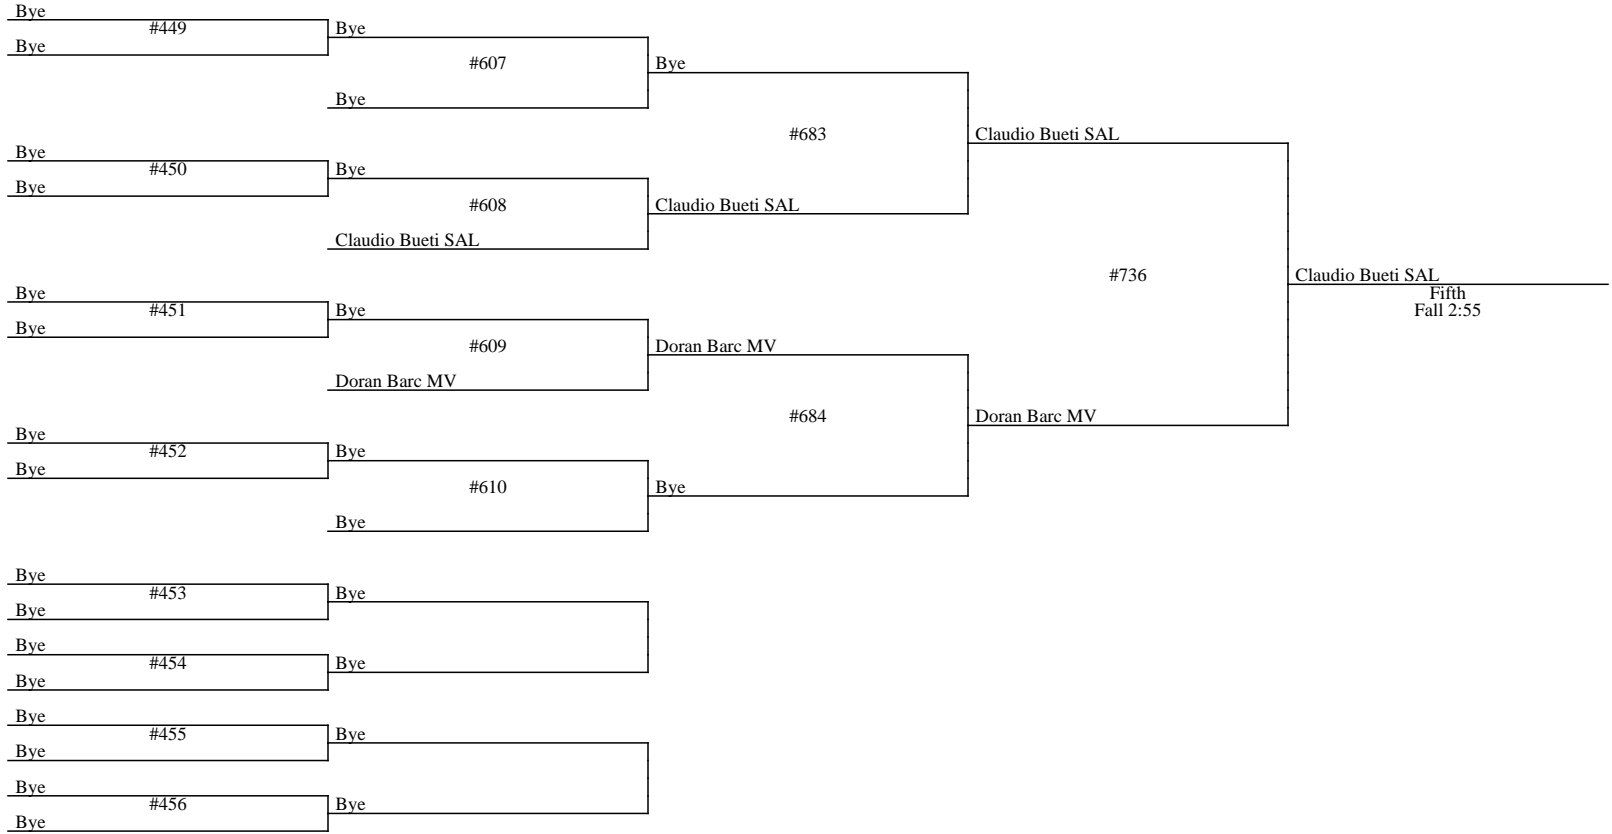 Bye
#449
Bye
Bye
#607
Bye
Bye
#683
Claudio Bueti SAL
Bye
#450
Bye
Bye
#608
Claudio Bueti SAL
Claudio Bueti SAL
#736
Claudio Bueti SAL
Fifth
Fall 2:55
Bye
#451
Bye
Bye
#609
Doran Barc MV
Doran Barc MV
#684
Doran Barc MV
Bye
#452
Bye
Bye
#610
Bye
Bye
Bye
#453
Bye
Bye
Bye
#454
Bye
Bye
Bye
#455
Bye
Bye
Bye
#456
Bye
Bye